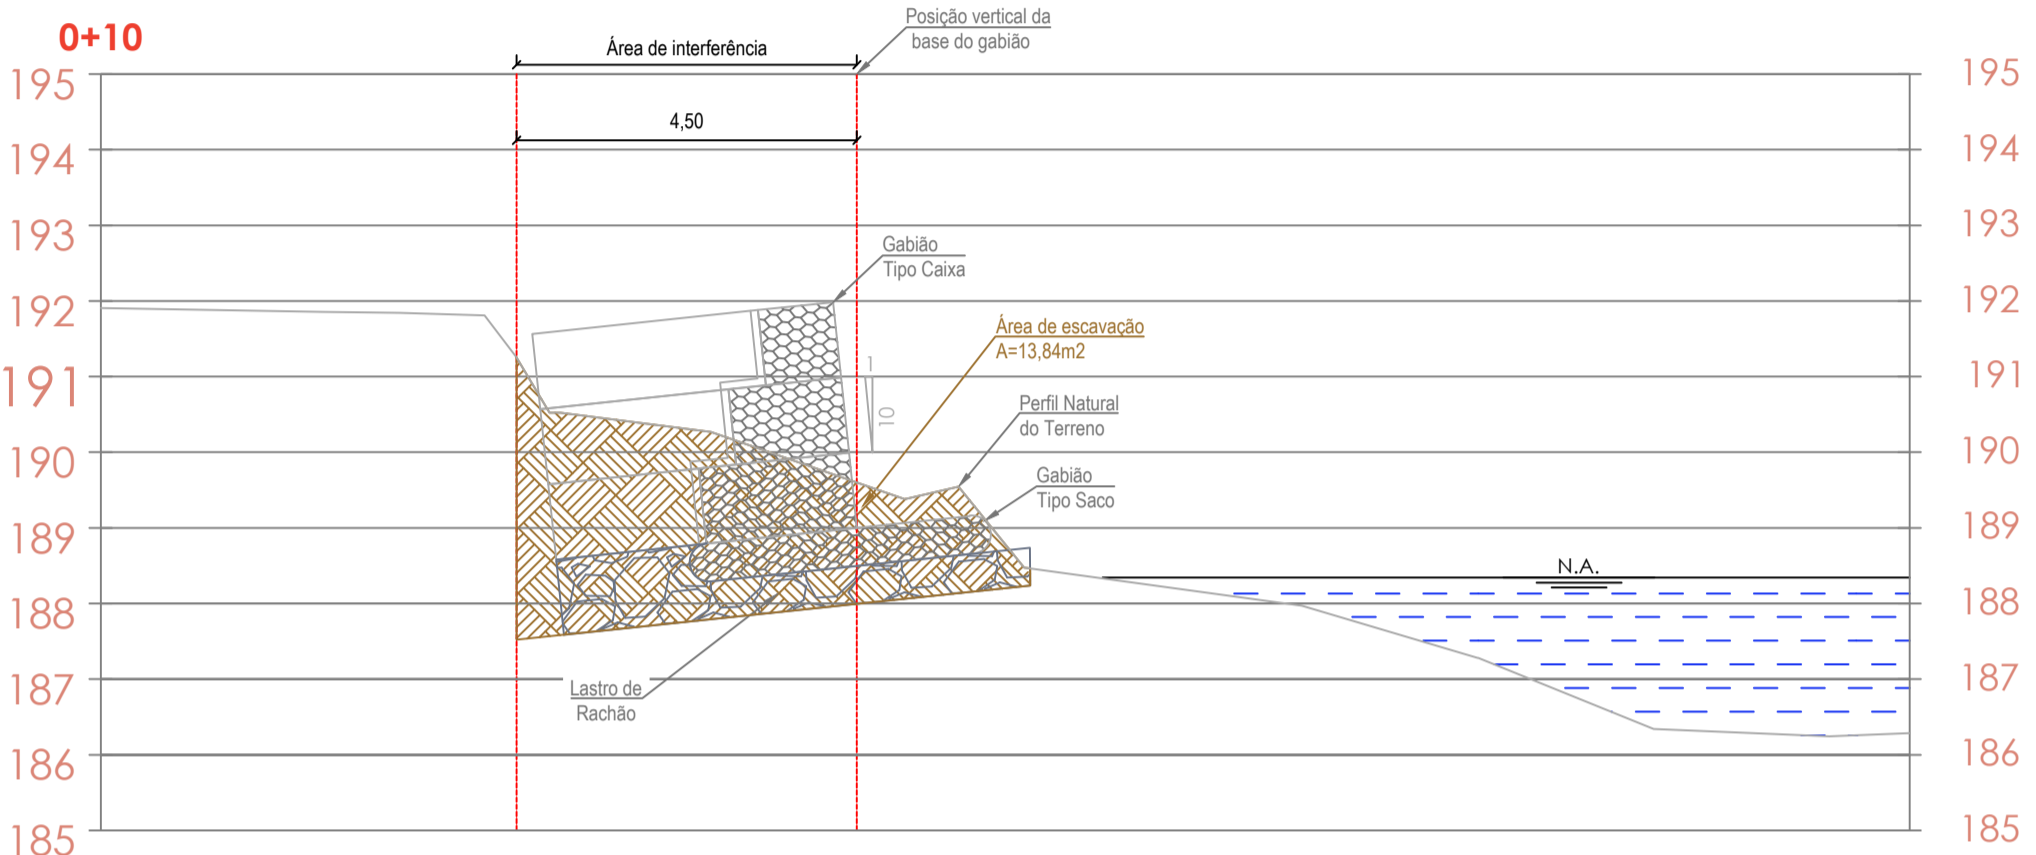 0+10
Posição vertical da
base do gabião
Área de interferência
195
195
4,50
194
194
193
193
Gabião
Tipo Caixa
192
192
Área de escavação
A=13,84m2
1
191
191
10
Perfil Natural
do Terreno
190
190
Gabião
Tipo Saco
189
189
N.A.
188
188
Lastro de
Rachão
187
187
186
186
185
185